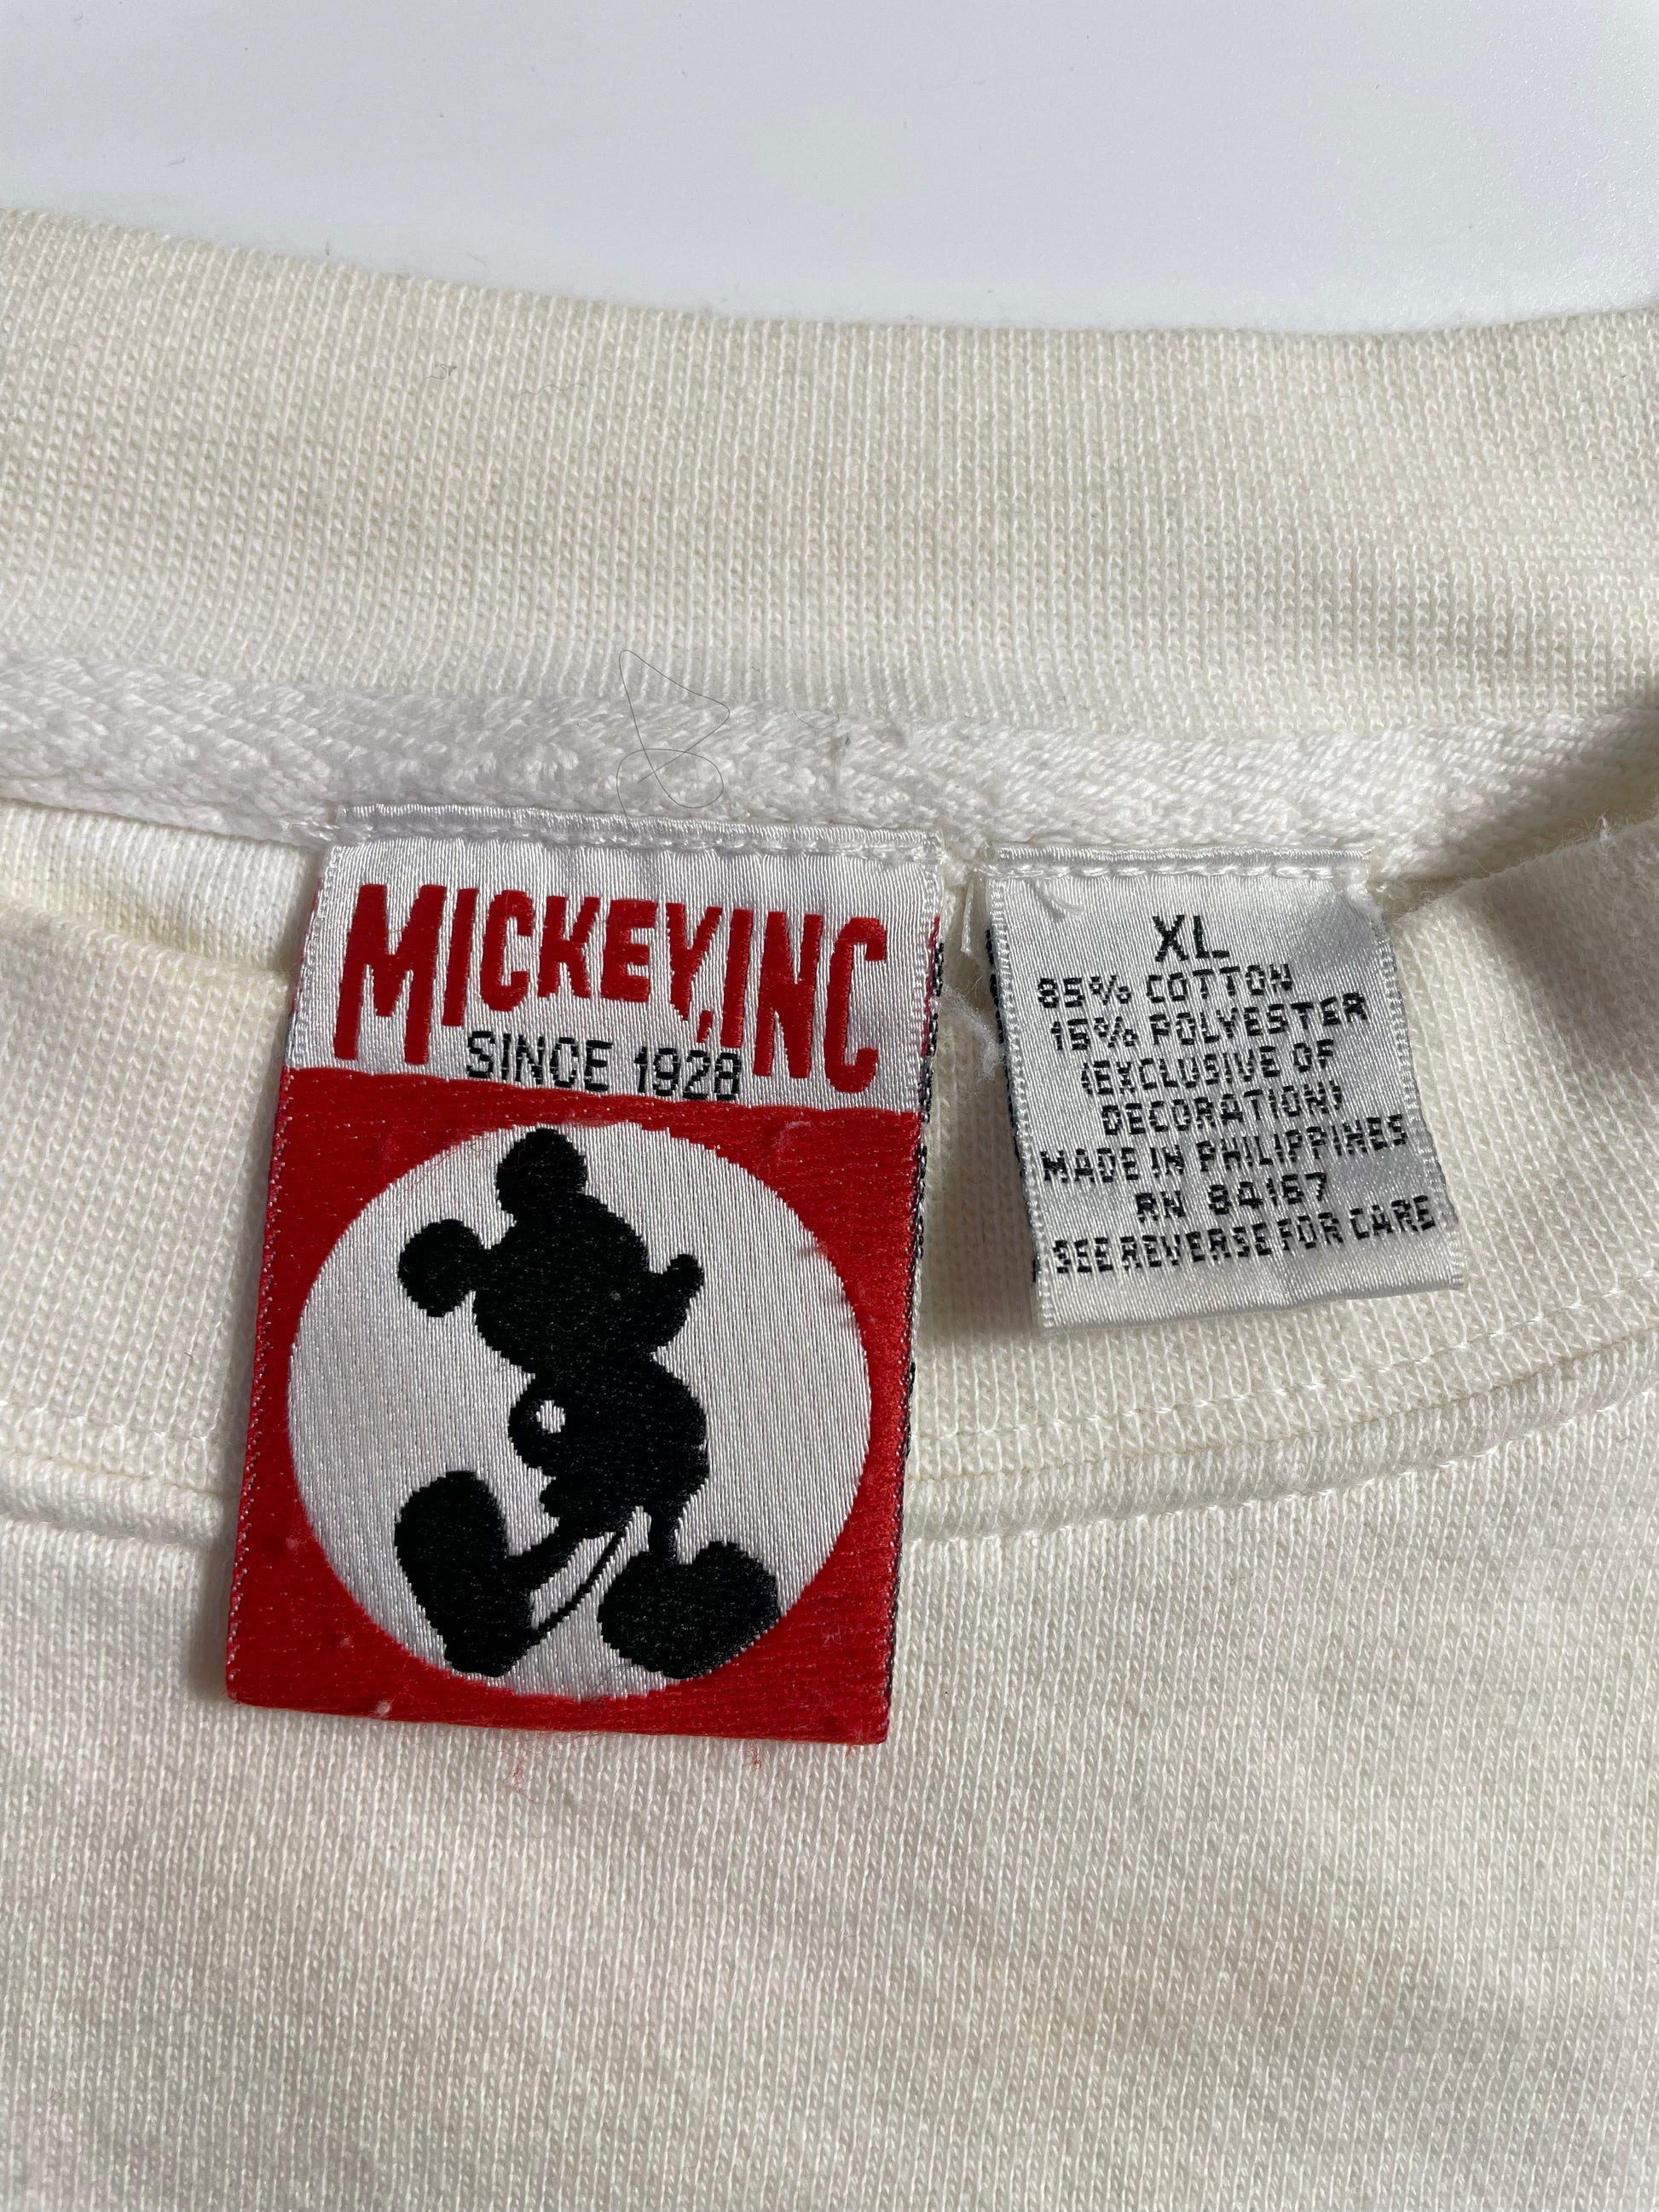 MICKEY, INC
SINCE 1928
XL
85% COTTON
15% POLYESTER
(EXCLUSIVE OF
DECORATION)
MADE IN PHILIPPINES
RN 84167
SEE REVERSE FOR CARE